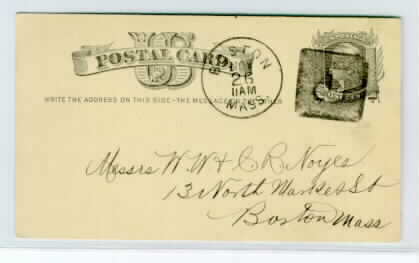 US
POSTAL CARD
BOSTON
26
11AM
MASS.
WRITE THE ADDRESS ON THIS SIDE-THE MESSAGE ON THE OTHER
Messrs W. W & C. R. Noyes
13 North Market St
Boston Mass